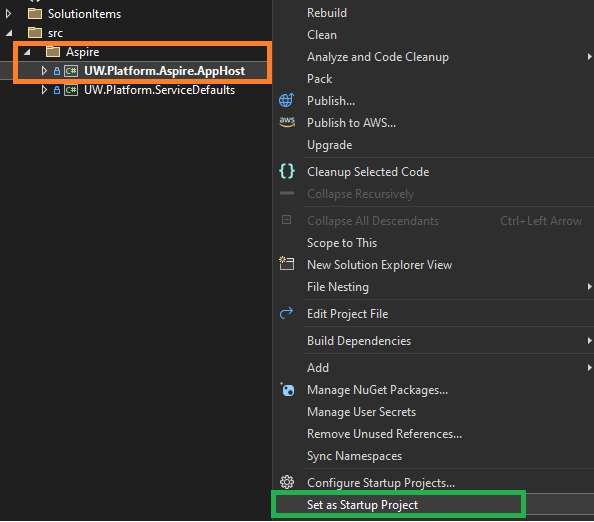 SolutionItems
src
Aspire
UW.Platform.Aspire.AppHost
UW.Platform.ServiceDefaults
Rebuild
Clean
Analyze and Code Cleanup
Pack
Publish...
aws Publish to AWS...
Upgrade
Cleanup Selected Code
Collapse Recursively
Collapse All Descendants Ctrl+Left Arrow
Scope to This
New Solution Explorer View
File Nesting
Edit Project File
Build Dependencies
Add
Manage NuGet Packages...
Manage User Secrets
Remove Unused References...
Sync Namespaces
Configure Startup Projects...
Set as Startup Project